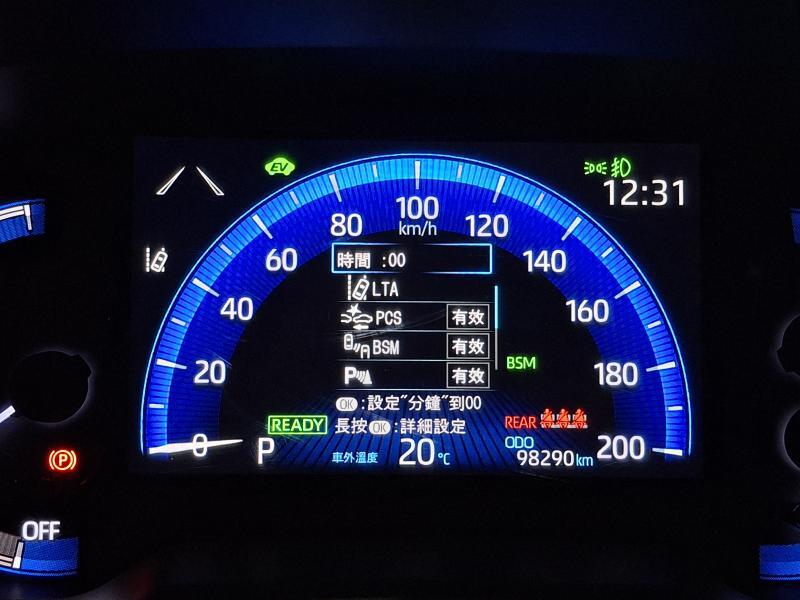 EV
12:31
100
km/h
80
120
60
140
40
160
20
180
0
200
時間 :00
LTA
PCS 有效
BSM 有效
P 有效
BSM
OK:設定"分鐘"到00
READY 長按OK:詳細設定
REAR
P 車外溫度 20℃
ODO
98290km
P
OFF